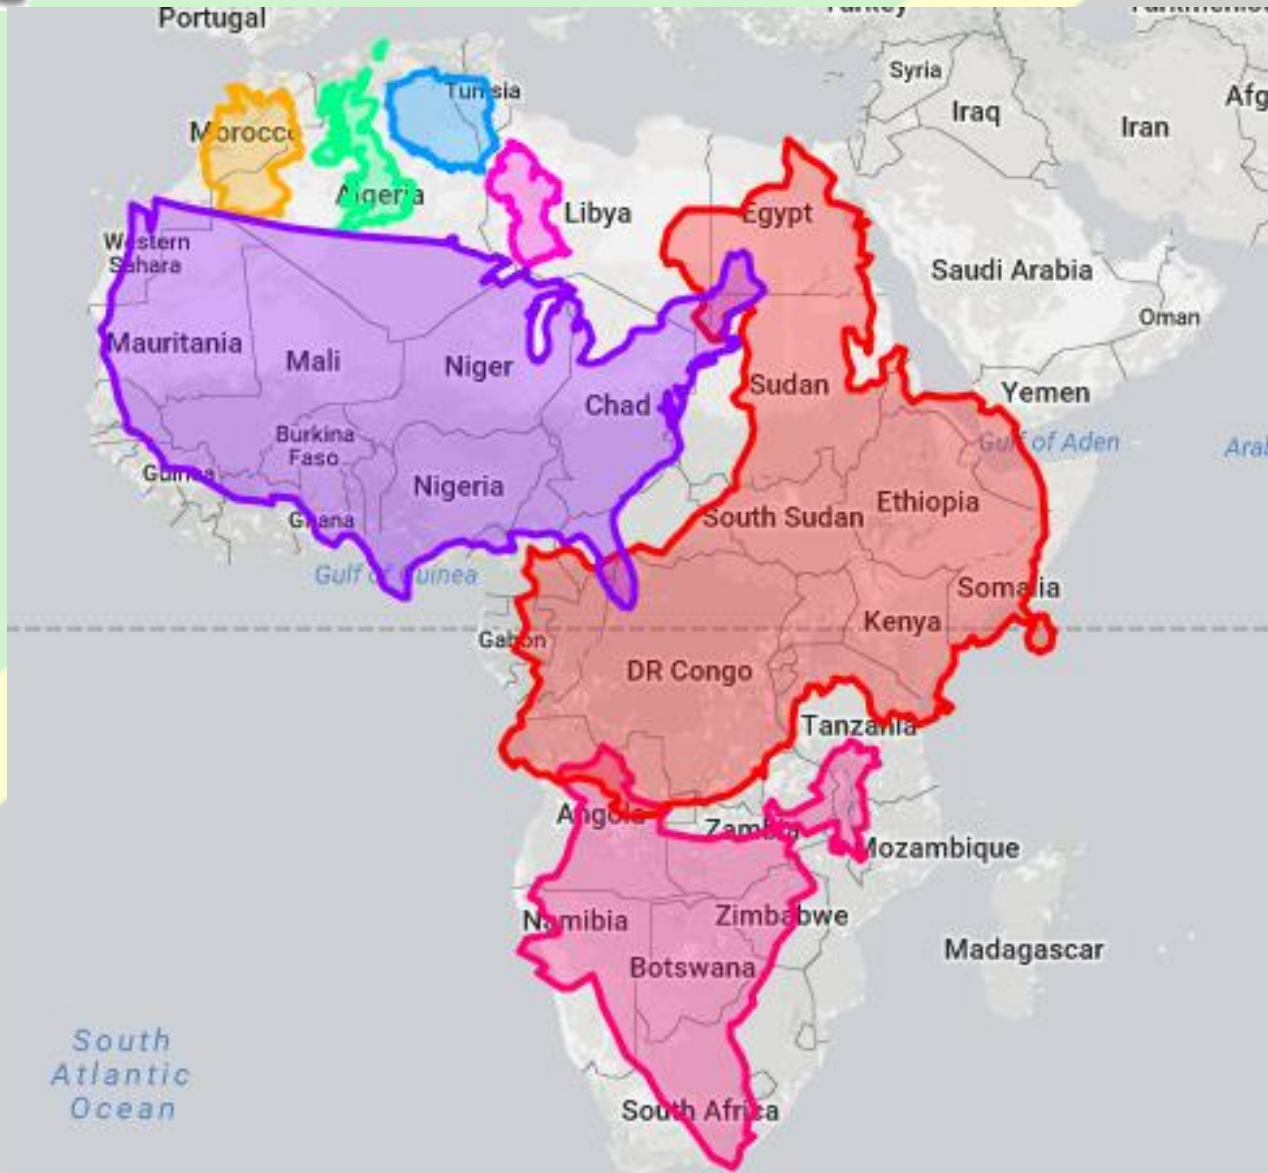 Portugal
Turkey
Syria
Afg
Tunisia
Iraq
Iran
Morocco
Algeria
Libya
Egypt
Western
Sahara
Saudi Arabia
Oman
Mauritania
Mali
Niger
Sudan
Yemen
Chad
Burkina
Faso
Gulf of Aden
Arab
Guinea
Nigeria
Ghana
South Sudan
Ethiopia
Gulf of Guinea
Somalia
Gabon
Kenya
DR Congo
Tanzania
Angola
Zambia
Mozambique
Namibia
Zimbabwe
Madagascar
Botswana
South
Atlantic
Ocean
South Africa